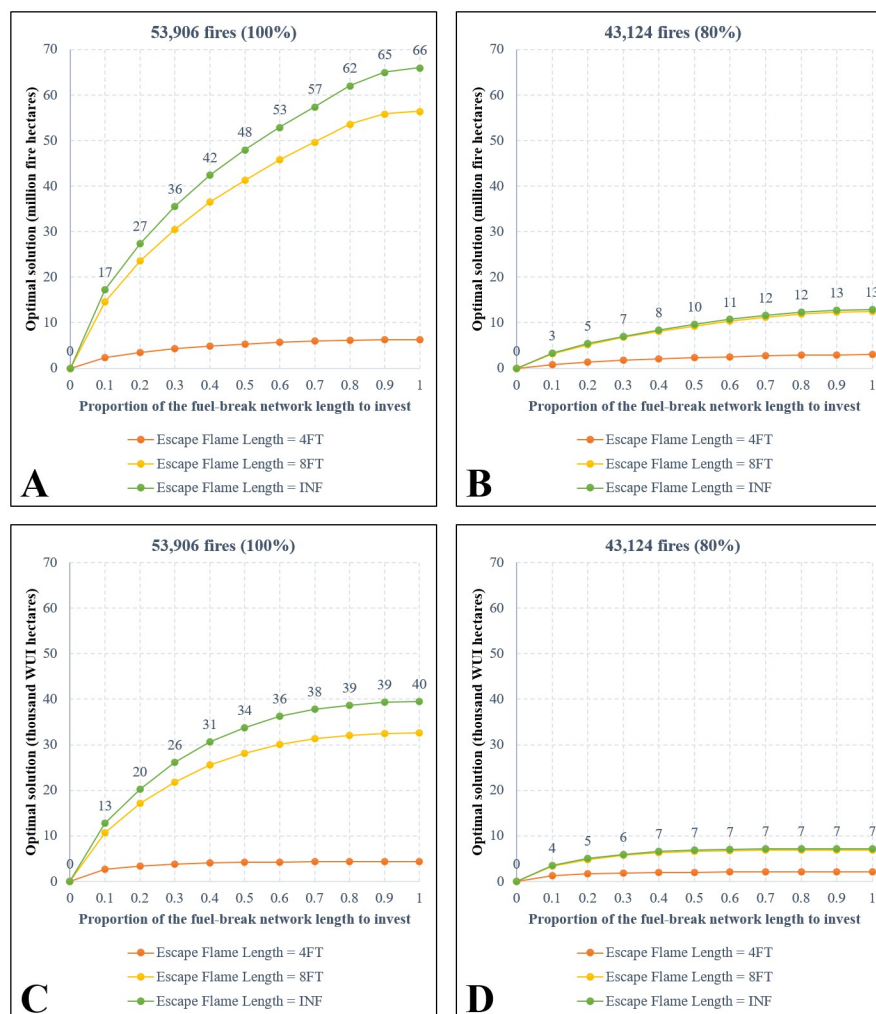 53,906 fires (100%)
Optimal solution (million fire hectares)
70
60
50
40
30
20
10
0
0 17 27 36 42 48 53 57 62 65 66
0 0.1 0.2 0.3 0.4 0.5 0.6 0.7 0.8 0.9 1
Proportion of the fuel-break network length to invest
Escape Flame Length = 4FT
Escape Flame Length = 8FT
Escape Flame Length = INF
A
43,124 fires (80%)
Optimal solution (million fire hectares)
70
60
50
40
30
20
10
0
0 3 5 7 8 10 11 12 12 13 13
0 0.1 0.2 0.3 0.4 0.5 0.6 0.7 0.8 0.9 1
Proportion of the fuel-break network length to invest
Escape Flame Length = 4FT
Escape Flame Length = 8FT
Escape Flame Length = INF
B
53,906 fires (100%)
Optimal solution (thousand WUI hectares)
70
60
50
40
30
20
10
0
0 13 20 26 31 34 36 38 39 39 40
0 0.1 0.2 0.3 0.4 0.5 0.6 0.7 0.8 0.9 1
Proportion of the fuel-break network length to invest
Escape Flame Length = 4FT
Escape Flame Length = 8FT
Escape Flame Length = INF
C
43,124 fires (80%)
Optimal solution (thousand WUI hectares)
70
60
50
40
30
20
10
0
0 4 5 6 7 7 7 7 7 7 7
0 0.1 0.2 0.3 0.4 0.5 0.6 0.7 0.8 0.9 1
Proportion of the fuel-break network length to invest
Escape Flame Length = 4FT
Escape Flame Length = 8FT
Escape Flame Length = INF
D